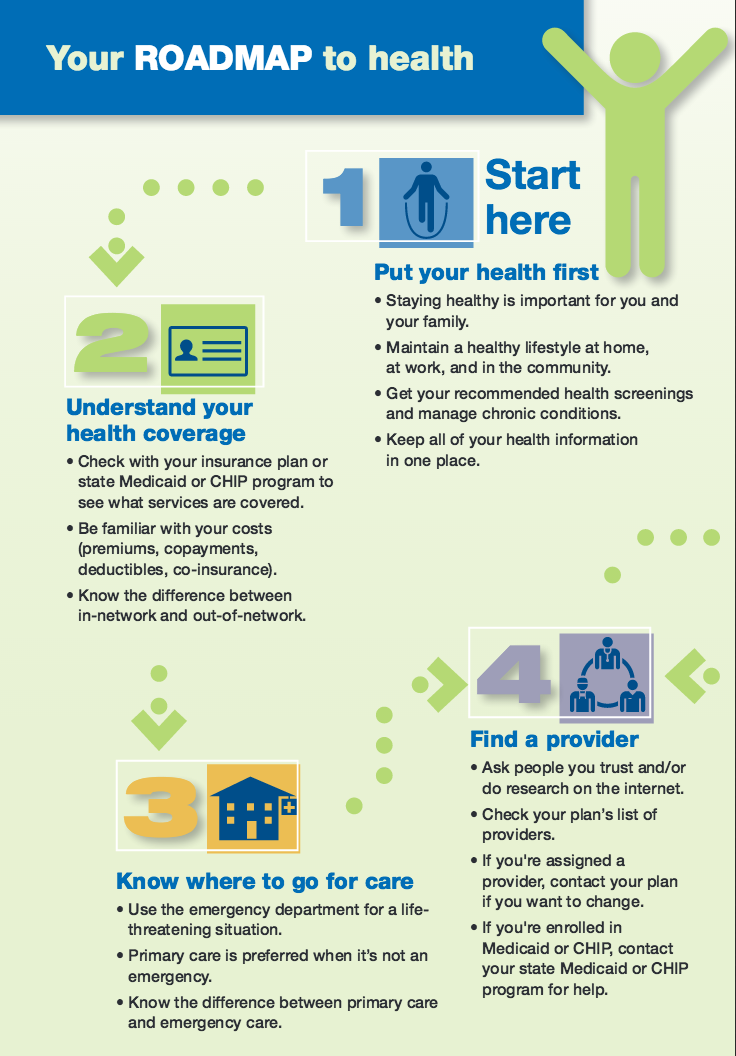 Your ROADMAP to health
1
Start
here
Put your health first
• Staying healthy is important for you and
your family.
• Maintain a healthy lifestyle at home,
at work, and in the community.
• Get your recommended health screenings
and manage chronic conditions.
• Keep all of your health information
in one place.
2
Understand your
health coverage
• Check with your insurance plan or
state Medicaid or CHIP program to
see what services are covered.
• Be familiar with your costs
(premiums, copayments,
deductibles, co-insurance).
• Know the difference between
in-network and out-of-network.
3
Know where to go for care
• Use the emergency department for a life-
threatening situation.
• Primary care is preferred when it’s not an
emergency.
• Know the difference between primary care
and emergency care.
4
Find a provider
• Ask people you trust and/or
do research on the internet.
• Check your plan’s list of
providers.
• If you're assigned a
provider, contact your plan
if you want to change.
• If you're enrolled in
Medicaid or CHIP, contact
your state Medicaid or CHIP
program for help.